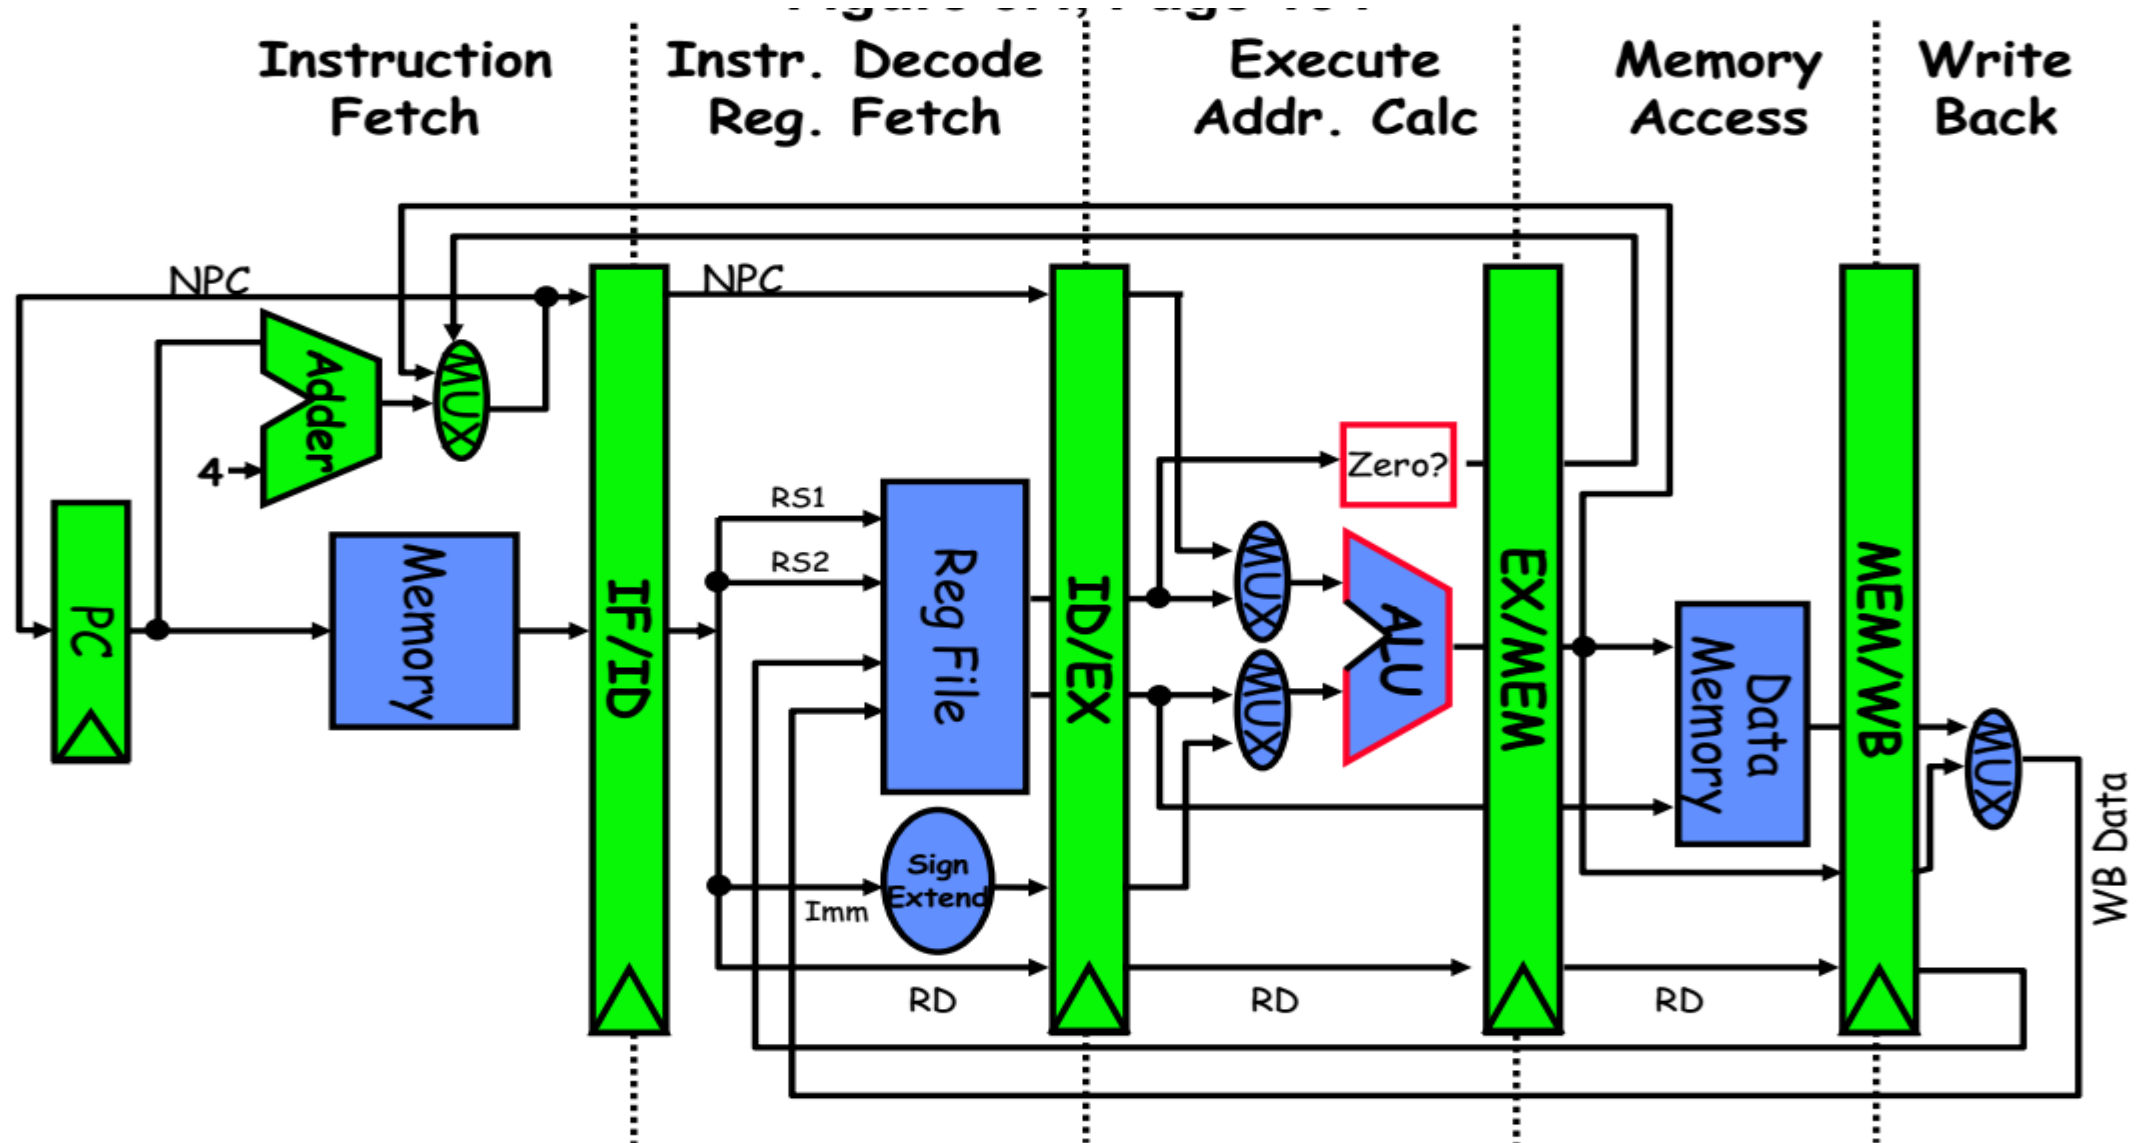 Instruction
Fetch
Instr. Decode
Reg. Fetch
Execute
Addr. Calc
Memory
Access
Write
Back
NPC
NPC
Adder
MUX
4
Zero?
RS1
RS2
PC
Memory
IF/ID
Reg File
ID/EX
MUX
MUX
ALU
EX/MEM
Data
Memory
MEM/WB
MUX
WB Data
Sign
Extend
Imm
RD
RD
RD